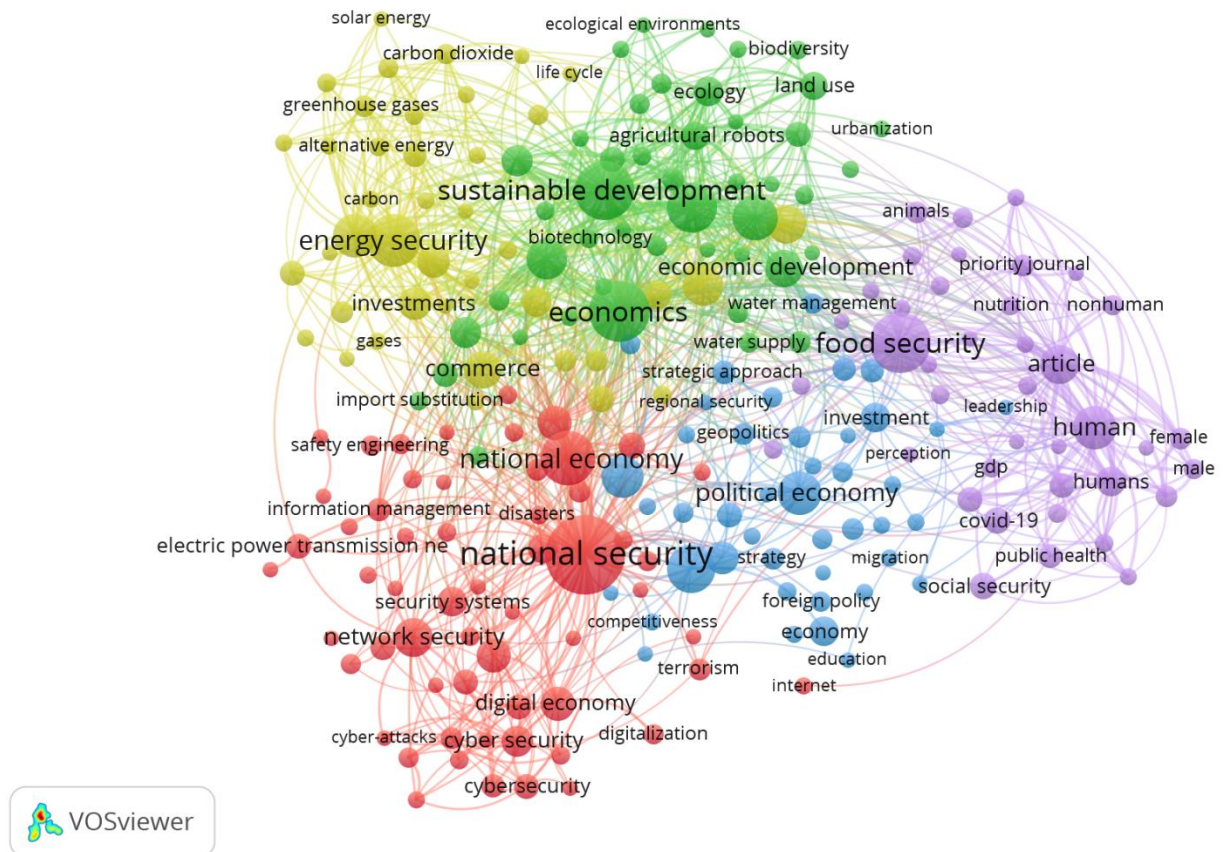 solar energy
ecological environments
carbon dioxide
biodiversity
life cycle
ecology
land use
greenhouse gases
agricultural robots
urbanization
alternative energy
sustainable development
carbon
animals
energy security
biotechnology
economic development
priority journal
investments
water management
nutrition
nonhuman
economics
gases
water supply
food security
commerce
strategic approach
article
import substitution
regional security
leadership
investment
safety engineering
geopolitics
human
national economy
perception
female
gdp
male
political economy
humans
information management
disasters
covid-19
electric power transmission ne
national security
strategy
migration
public health
social security
security systems
foreign policy
network security
competitiveness
economy
education
terrorism
internet
digital economy
cyber-attacks
cyber security
digitalization
cybersecurity
VOSviewer